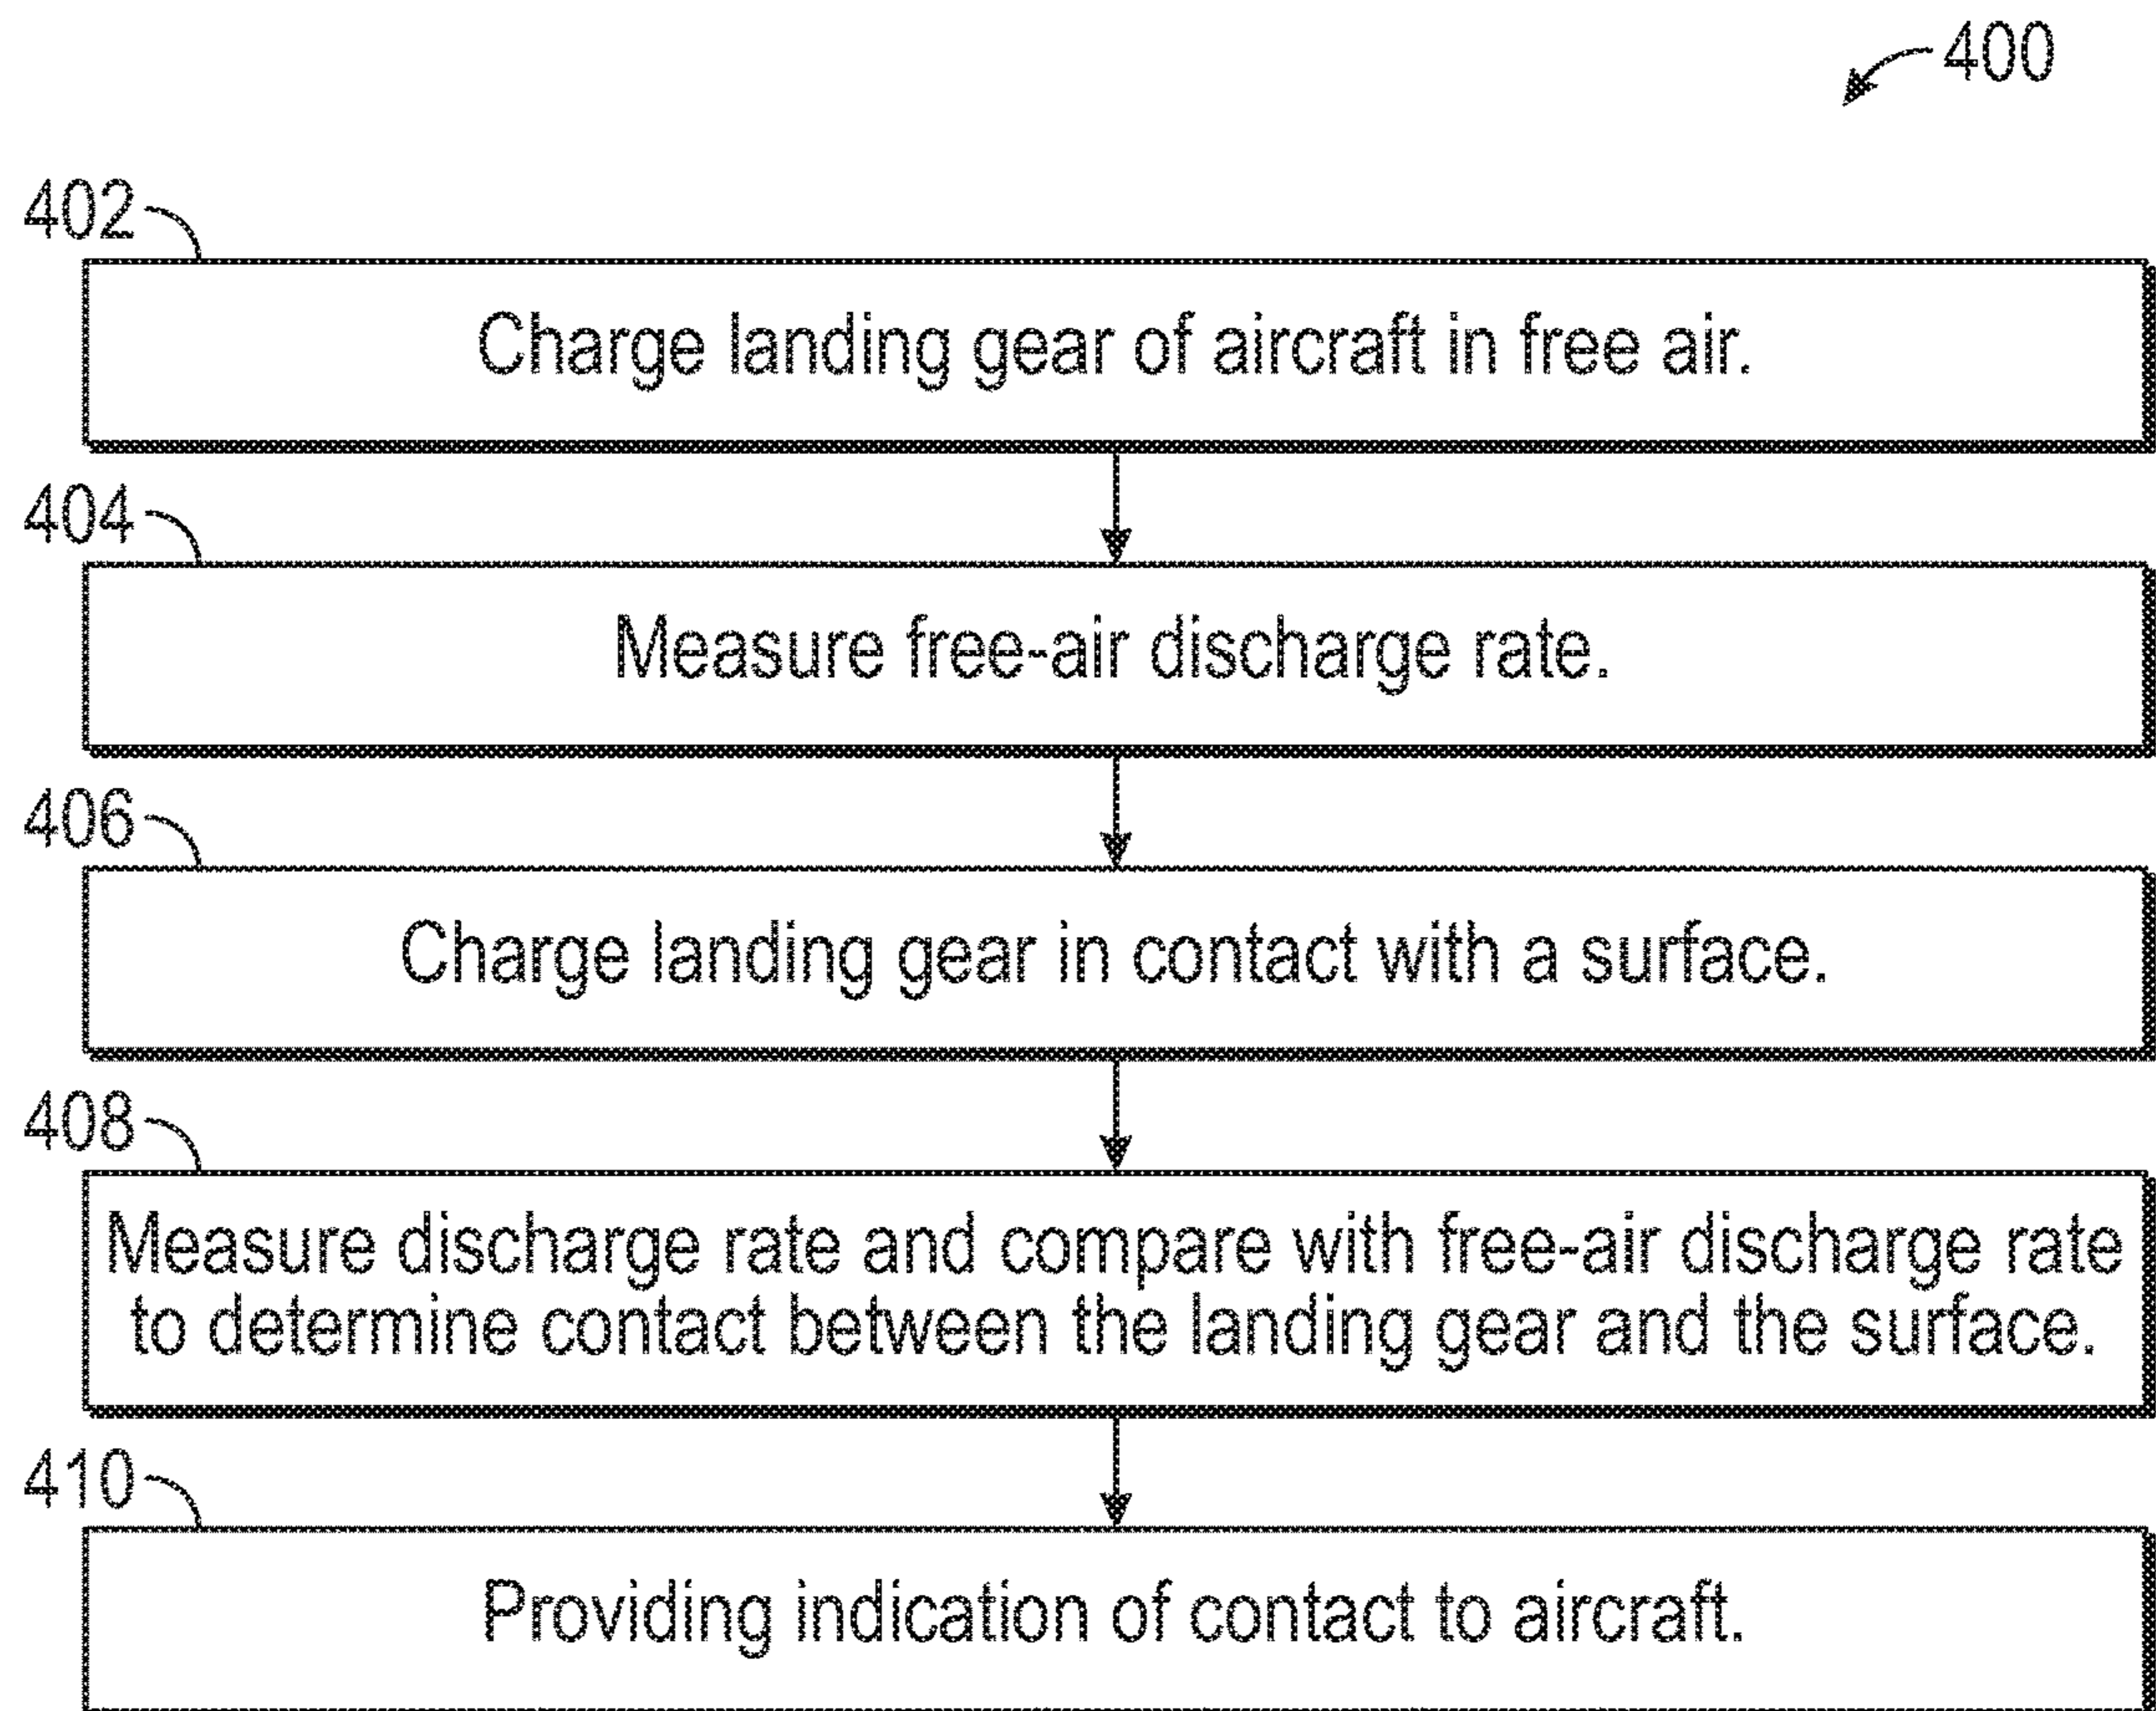 400
402
Charge landing gear of aircraft in free air.
404
Measure free-air discharge rate.
406
Charge landing gear in contact with a surface.
408
Measure discharge rate and compare with free-air discharge rate
to determine contact between the landing gear and the surface.
410
Providing indication of contact to aircraft.